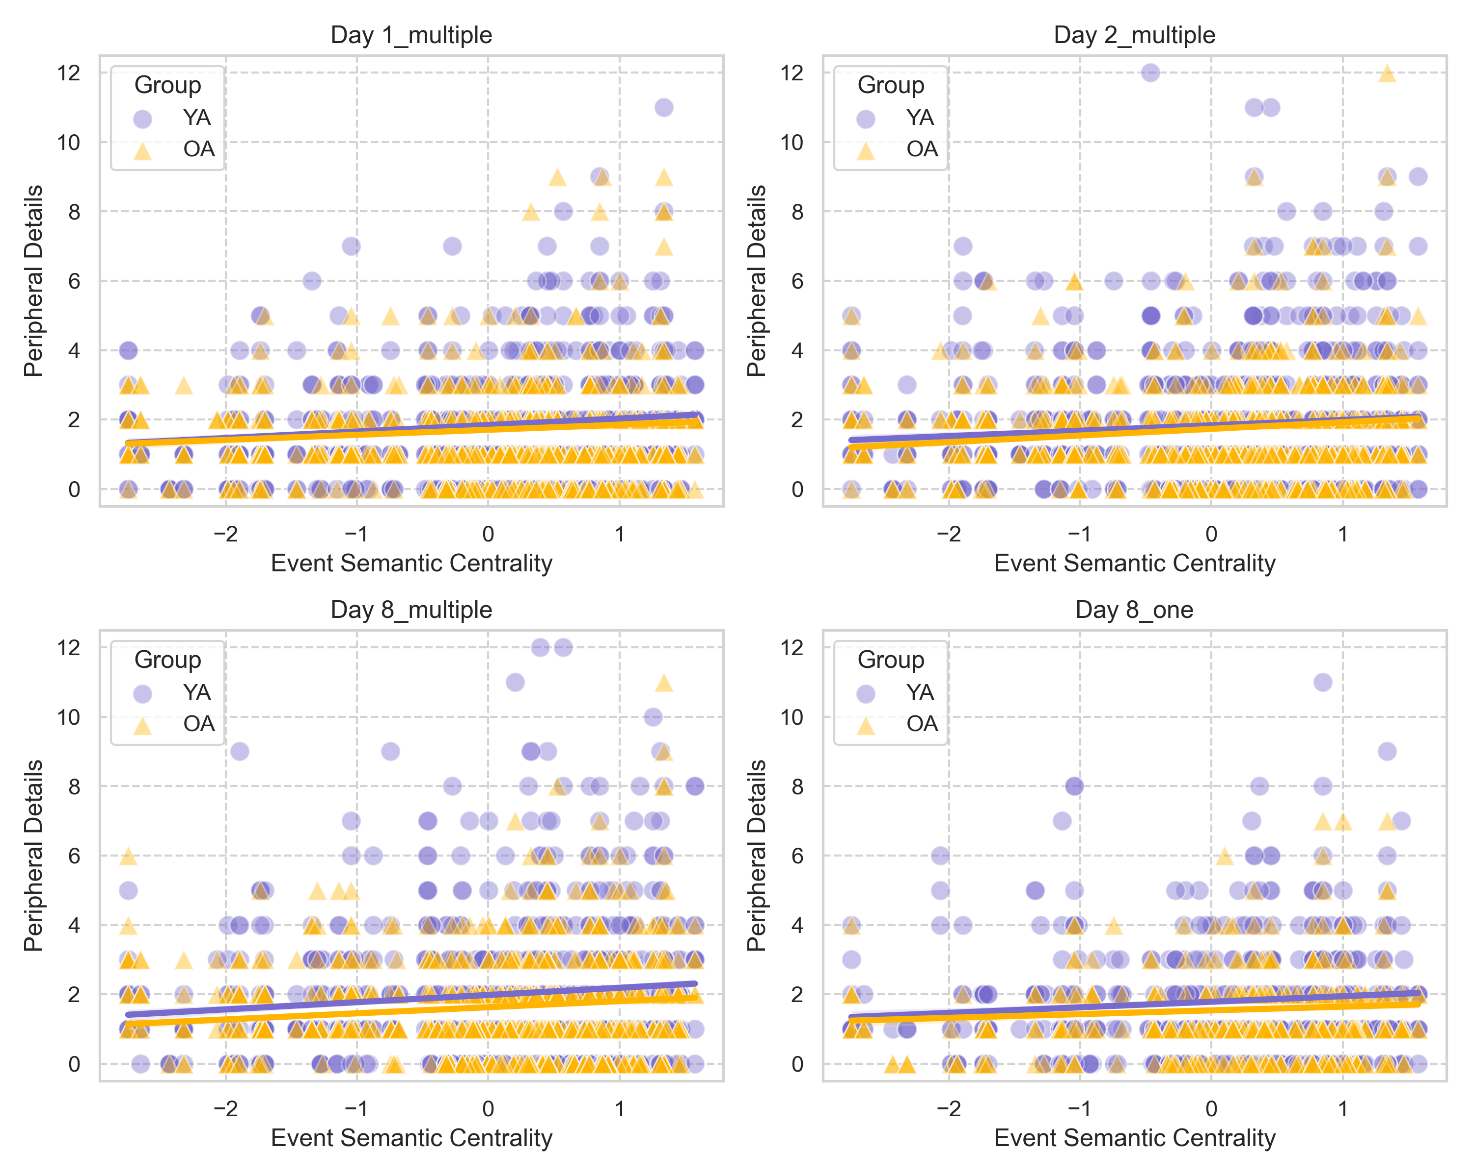 Day 1_multiple
Group
YA
OA
12
10
8
6
4
2
0
Peripheral Details
−2
−1
0
1
Event Semantic Centrality
Day 2_multiple
Group
YA
OA
12
10
8
6
4
2
0
Peripheral Details
−2
−1
0
1
Event Semantic Centrality
Day 8_multiple
Group
YA
OA
12
10
8
6
4
2
0
Peripheral Details
−2
−1
0
1
Event Semantic Centrality
Day 8_one
Group
YA
OA
12
10
8
6
4
2
0
Peripheral Details
−2
−1
0
1
Event Semantic Centrality